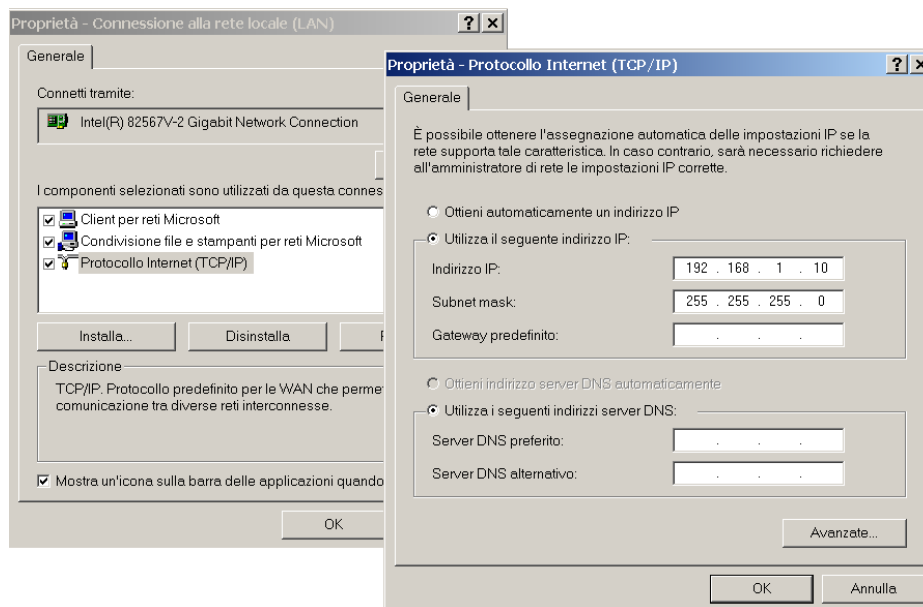 Proprietà - Connessione alla rete locale (LAN)
Generale
Connetti tramite:
Intel(R) 82567V-2 Gigabit Network Connection
I componenti selezionati sono utilizzati da questa connes
Client per reti Microsoft
Condivisione file e stampanti per reti Microsoft
Protocollo Internet (TCP/IP)
Installa...
Disinstalla
Descrizione
TCP/IP. Protocollo predefinito per le WAN che perme
comunicazione tra diverse reti interconnesse.
Mostra un'icona sulla barra delle applicazioni quando
OK
Proprietà - Protocollo Internet (TCP/IP)
Generale
È possibile ottenere l'assegnazione automatica delle impostazioni IP se la
rete supporta tale caratteristica. In caso contrario, sarà necessario richiedere
all'amministratore di rete le impostazioni IP corrette.
Ottieni automaticamente un indirizzo IP
Utilizza il seguente indirizzo IP:
Indirizzo IP: 192 . 168 . 1 . 10
Subnet mask: 255 . 255 . 255 . 0
Gateway predefinito: . . .
Ottieni indirizzo server DNS automaticamente
Utilizza i seguenti indirizzi server DNS:
Server DNS preferito: . . .
Server DNS alternativo: . . .
Avanzate...
OK Annulla